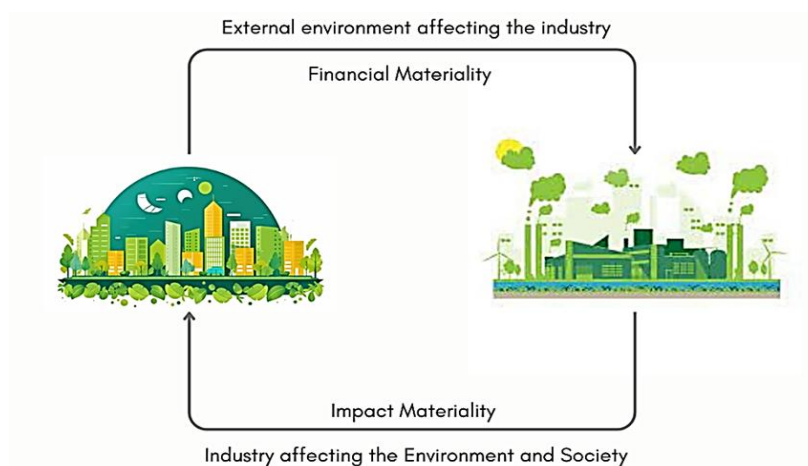 External environment affecting the industry
Financial Materiality
Impact Materiality
Industry affecting the Environment and Society